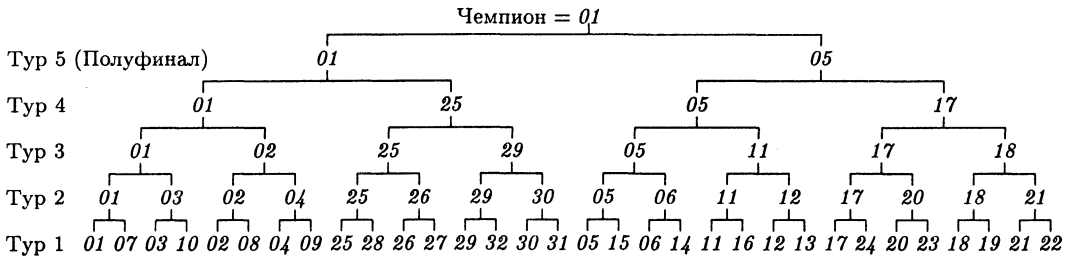 Чемпион = 01
Тур 5 (Полуфинал) 01 05
Тур 4 01 25 05 17
Тур 3 01 02 25 29 05 11 17 18
Тур 2 01 03 02 04 25 26 29 30 05 06 11 12 17 20 18 21
Тур 1 01 07 03 10 02 08 04 09 25 28 26 27 29 32 30 31 05 15 06 14 11 16 12 13 17 24 20 23 18 19 21 22